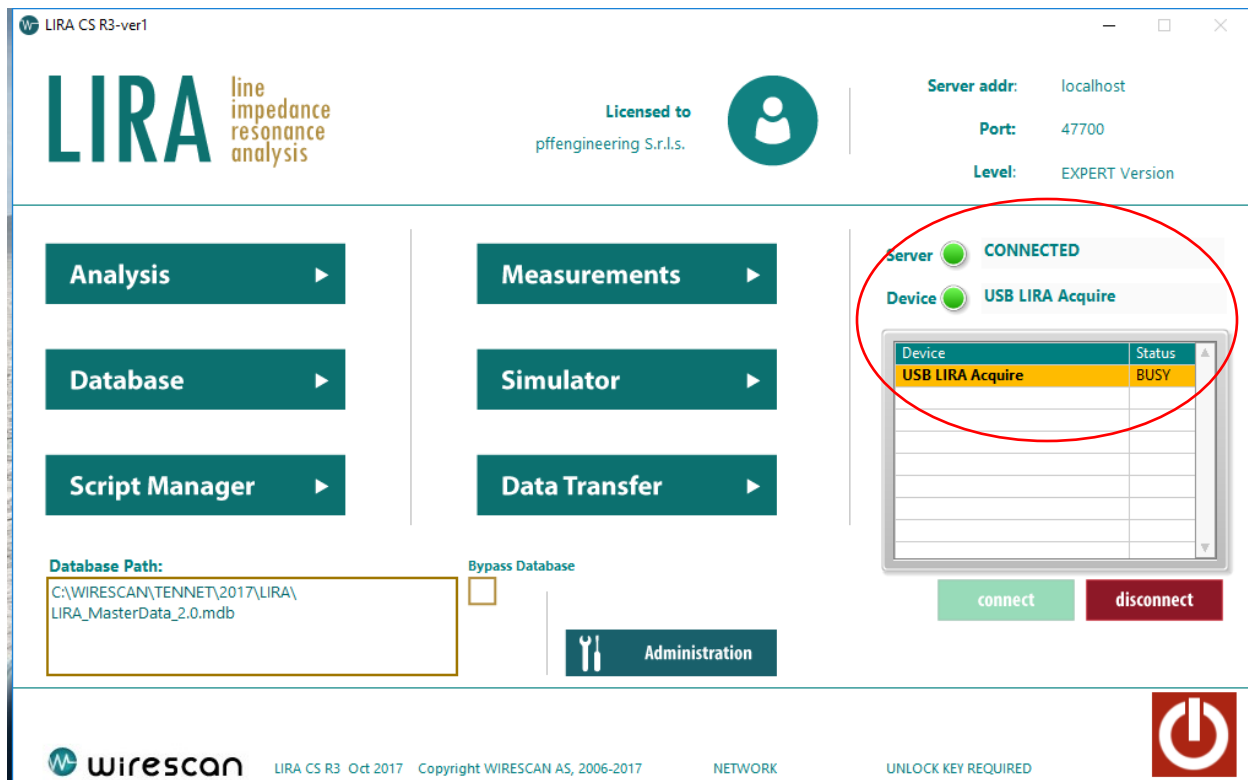 LIRA CS R3-ver1
LIRA
line
impedance
resonance
analysis
Licensed to
pffengineering S.r.l.s.
Server addr: localhost
Port: 47700
Level: EXPERT Version
Analysis
Measurements
Server CONNECTED
Device USB LIRA Acquire
Device Status
USB LIRA Acquire BUSY
Database
Simulator
Script Manager
Data Transfer
Database Path:
Bypass Database
C:\WIRESCAN\TENNET\2017\LIRA\
LIRA_MasterData_2.0.mdb
connect
disconnect
Administration
wirescan
LIRA CS R3 Oct 2017 Copyright WIRESCAN AS, 2006-2017
NETWORK
UNLOCK KEY REQUIRED